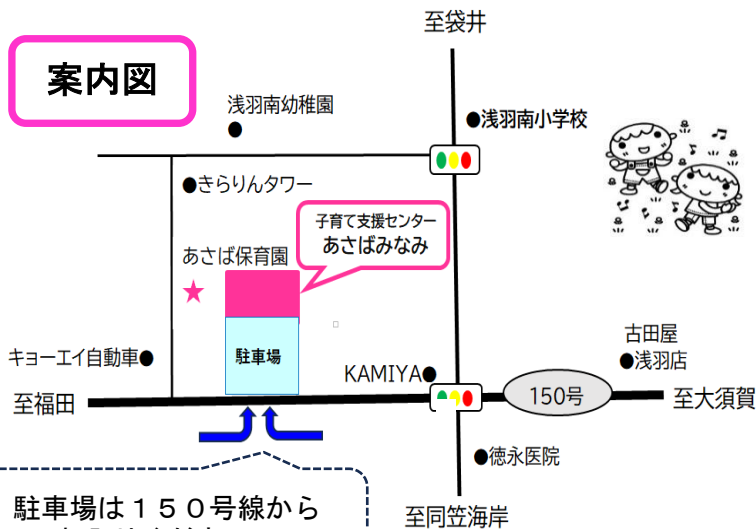 至袋井
案内図
浅羽南幼稚園
●浅羽南小学校
●きらりんタワー
子育て支援センター
あさばみなみ
あさば保育園
駐車場
キョーエイ自動車●
KAMIYA●
古田屋
●浅羽店
至福田
150号
至大須賀
●徳永医院
駐車場は150号線から
至同笠海岸